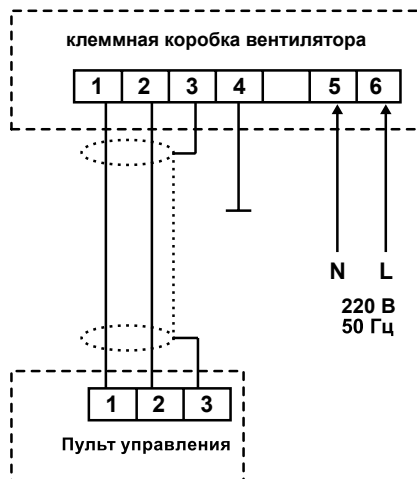 клеммная коробка вентилятора
1 2 3 4 5 6
N L
220 В
50 Гц
1 2 3
Пульт управления